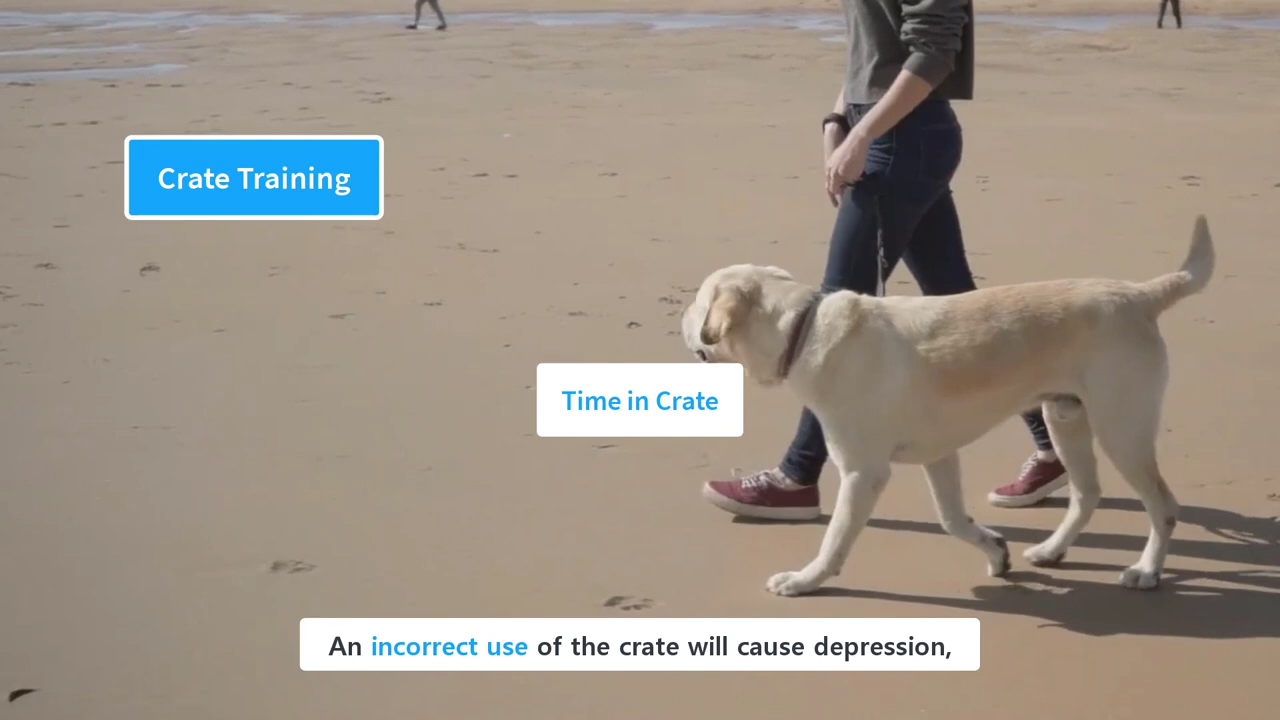 Crate Training
Time in Crate
An incorrect use of the crate will cause depression,